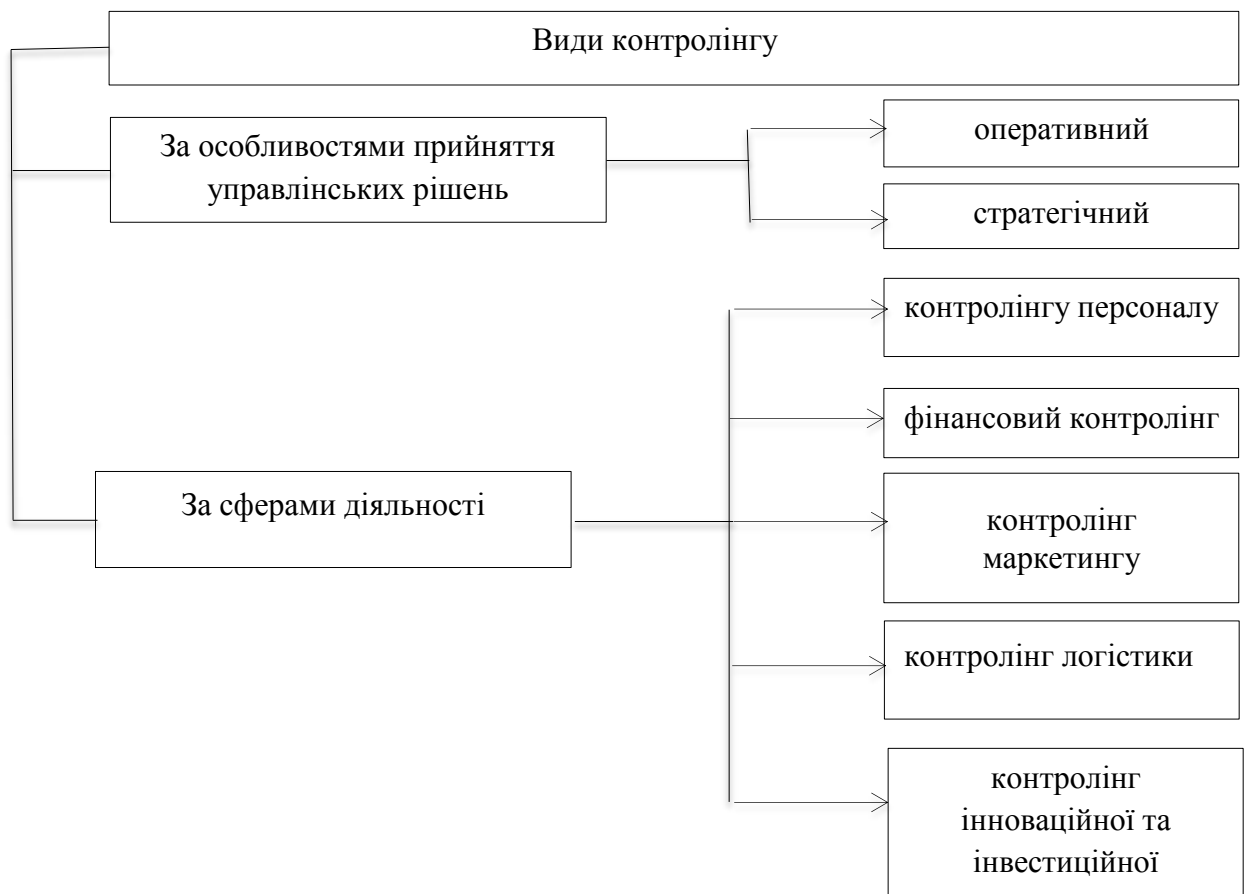 Види контролінгу
За особливостями прийняття
управлінських рішень
оперативний
стратегічний
За сферами діяльності
контролінгу персоналу
фінансовий контролінг
контролінг
маркетингу
контролінг логістики
контролінг
інноваційної та
інвестиційної